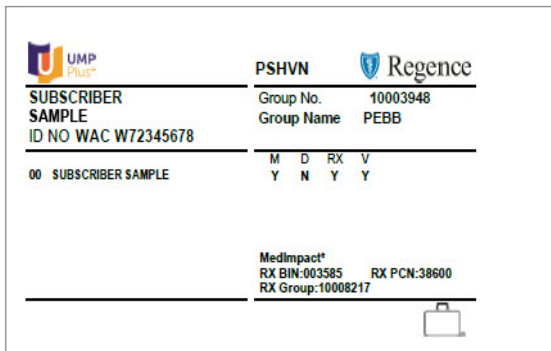 UMP
Plus+
PSHVN
Regence
SUBSCRIBER
SAMPLE
ID NO WAC W72345678
Group No. 10003948
Group Name PEBB
M D RX V
Y N Y Y
00 SUBSCRIBER SAMPLE
MedImpact*
RX BIN:003585 RX PCN:38600
RX Group:10008217